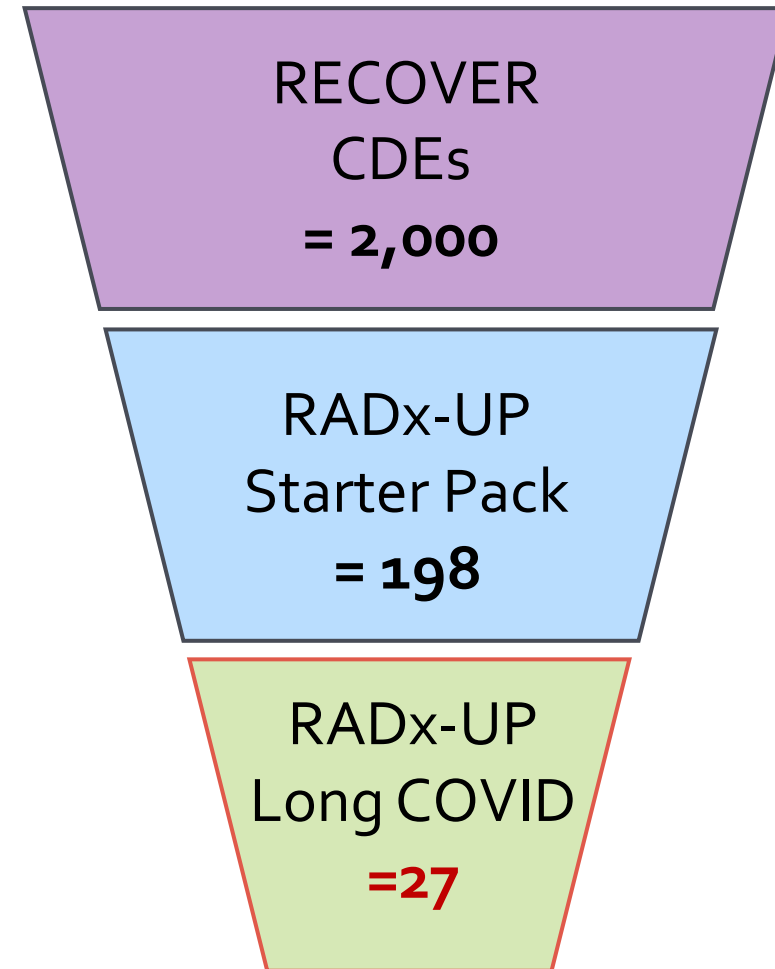 RECOVER
CDEs
= 2,000
RADx-UP
Starter Pack
= 198
RADx-UP
Long COVID
=27